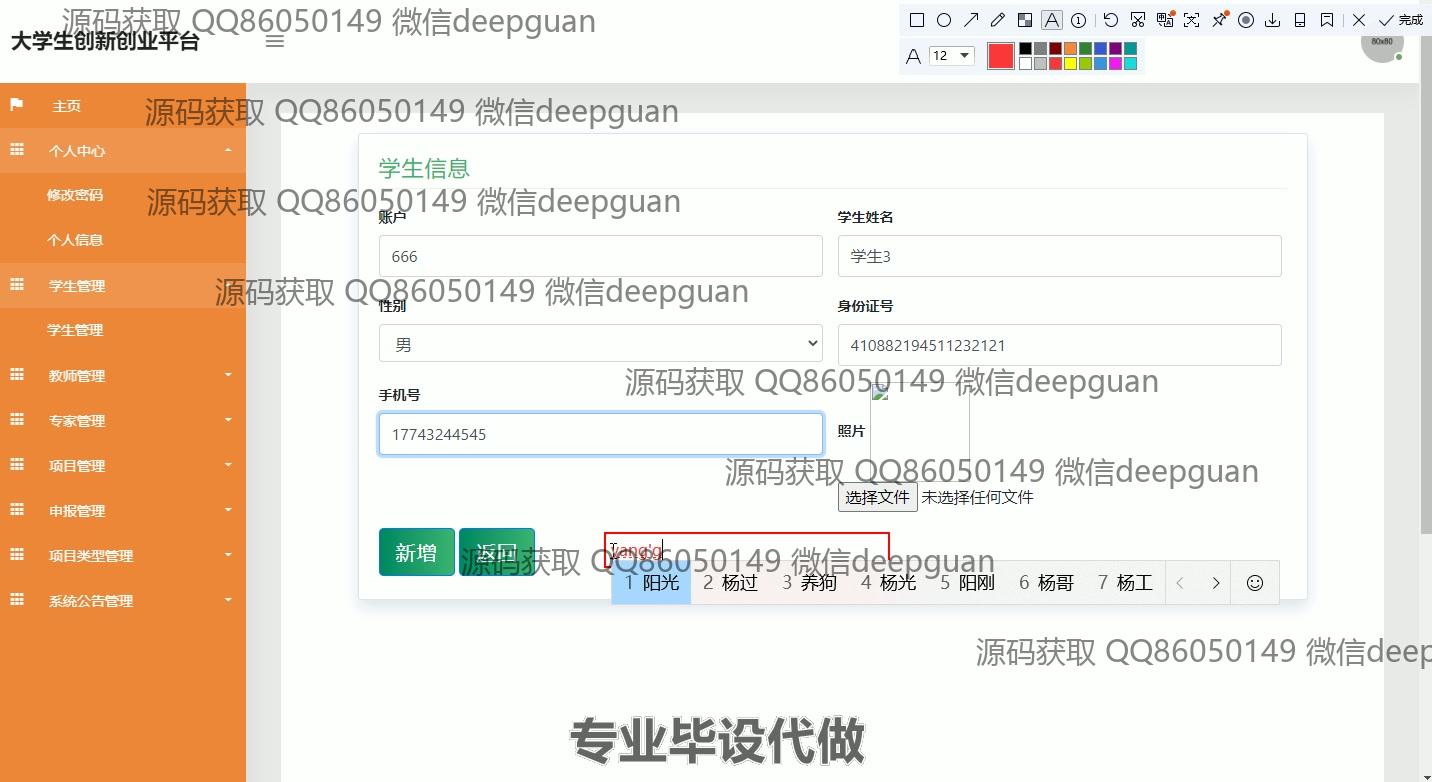 源码获取 QQ86050149 微信deepguan
大学生创新创业平台
完成
A 12
80x80
主页
源码获取 QQ86050149 微信deepguan
个人中心
学生信息
修改密码
源码获取 QQ86050149 微信deepguan
账户
学生姓名
个人信息
666
学生3
学生管理
源码获取 QQ86050149 微信deepguan
性别
身份证号
学生管理
男
410882194511232121
教师管理
源码获取 QQ86050149 微信deepguan
手机号
专家管理
17743244545
照片
项目管理
源码获取 QQ86050149 微信deepguan
选择文件 未选择任何文件
申报管理
新增 返回
yang'g
项目类型管理
源码获取 QQ86050149 微信deepguan
1 阳光 2 杨过 3 养狗 4 杨光 5 阳刚 6 杨哥 7 杨工
系统公告管理
源码获取 QQ86050149 微信deep
专业毕设代做